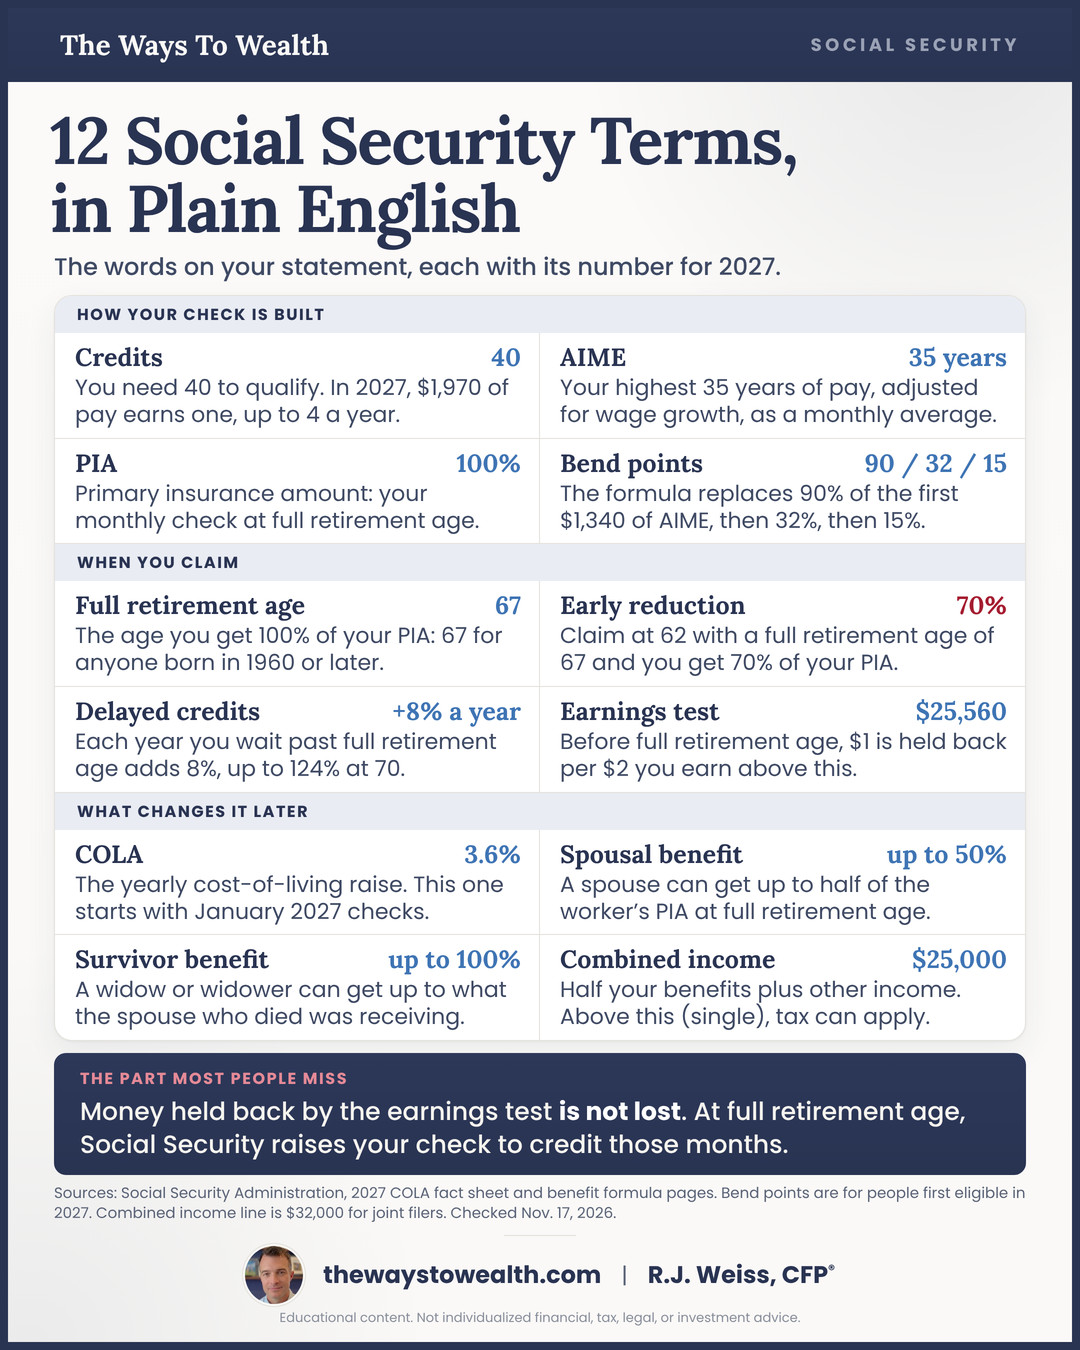 The Ways To Wealth
SOCIAL SECURITY
12 Social Security Terms,
in Plain English
The words on your statement, each with its number for 2027.
HOW YOUR CHECK IS BUILT
Credits 40
You need 40 to qualify. In 2027, $1,970 of
pay earns one, up to 4 a year.
AIME 35 years
Your highest 35 years of pay, adjusted
for wage growth, as a monthly average.
PIA 100%
Primary insurance amount: your
monthly check at full retirement age.
Bend points 90 / 32 / 15
The formula replaces 90% of the first
$1,340 of AIME, then 32%, then 15%.
WHEN YOU CLAIM
Full retirement age 67
The age you get 100% of your PIA: 67 for
anyone born in 1960 or later.
Early reduction 70%
Claim at 62 with a full retirement age of
67 and you get 70% of your PIA.
Delayed credits +8% a year
Each year you wait past full retirement
age adds 8%, up to 124% at 70.
Earnings test $25,560
Before full retirement age, $1 is held back
per $2 you earn above this.
WHAT CHANGES IT LATER
COLA 3.6%
The yearly cost-of-living raise. This one
starts with January 2027 checks.
Spousal benefit up to 50%
A spouse can get up to half of the
worker’s PIA at full retirement age.
Survivor benefit up to 100%
A widow or widower can get up to what
the spouse who died was receiving.
Combined income $25,000
Half your benefits plus other income.
Above this (single), tax can apply.
THE PART MOST PEOPLE MISS
Money held back by the earnings test is not lost. At full retirement age,
Social Security raises your check to credit those months.
Sources: Social Security Administration, 2027 COLA fact sheet and benefit formula pages. Bend points are for people first eligible in
2027. Combined income line is $32,000 for joint filers. Checked Nov. 17, 2026.
thewaystowealth.com | R.J. Weiss, CFP®
Educational content. Not individualized financial, tax, legal, or investment advice.